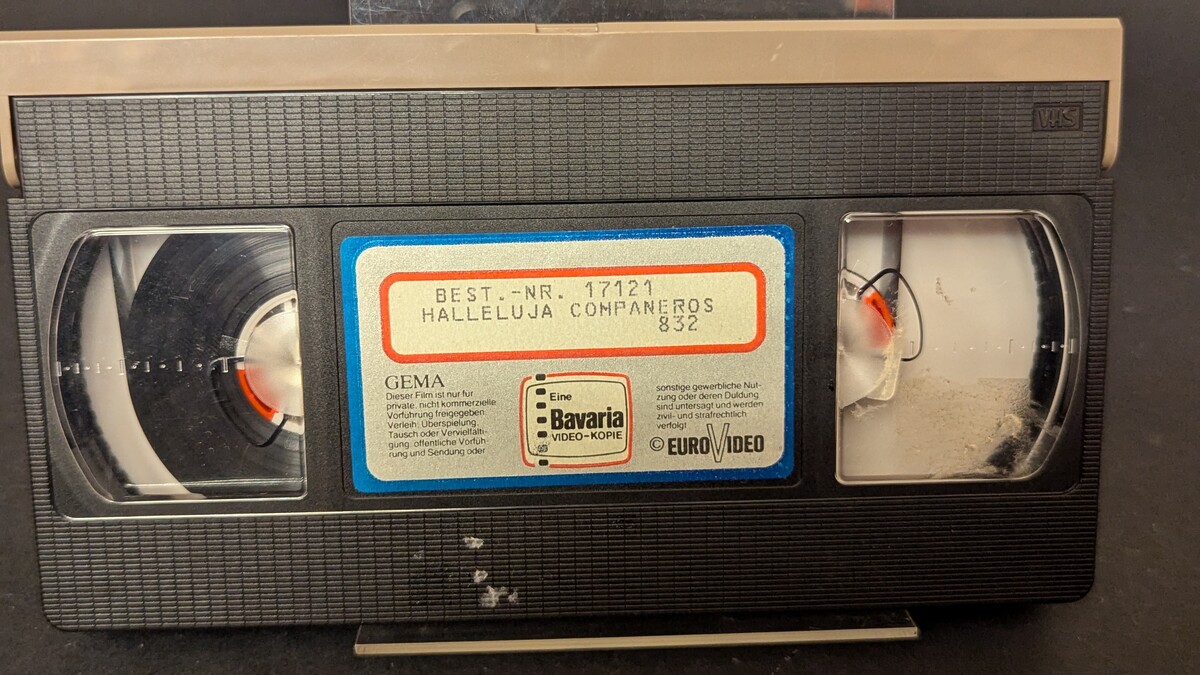 VHS
BEST.-NR. 17121
HALLELUJA COMPANEROS
832
GEMA
Dieser Film ist nur für
private, nicht kommerzielle
Vorführung freigegeben.
Verleih, Überspielung,
Tausch oder Vervielfälti-
gung, öffentliche Vorfüh-
rung und Sendung oder
Eine
Bavaria
VIDEO-KOPIE
sonstige gewerbliche Nut-
zung oder deren Duldung
sind untersagt und werden
zivil- und strafrechtlich
verfolgt
© EUROVIDEO